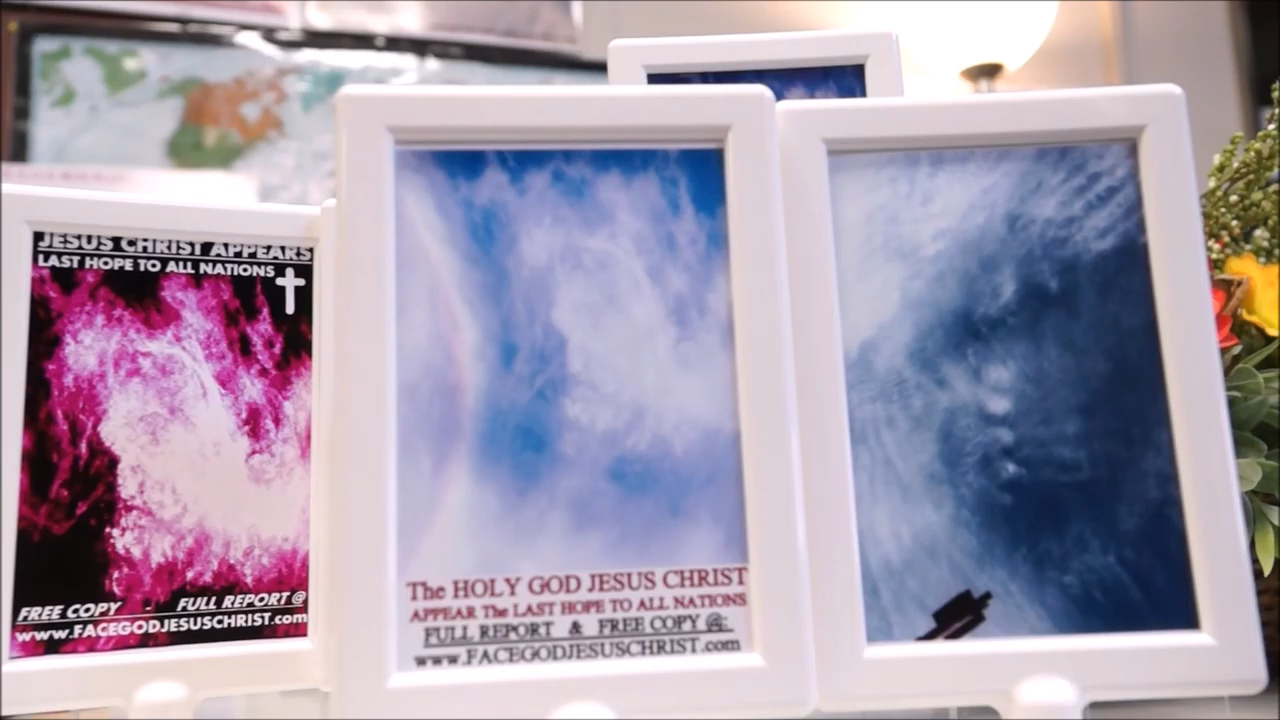 JESUS CHRIST APPEARS
LAST HOPE TO ALL NATIONS
FREE COPY - FULL REPORT @
www.FACEGODJESUSCHRIST.com
The HOLY GOD JESUS CHRIST
APPEAR The LAST HOPE TO ALL NATIONS
FULL REPORT & FREE COPY @:
www.FACEGODJESUSCHRIST.com